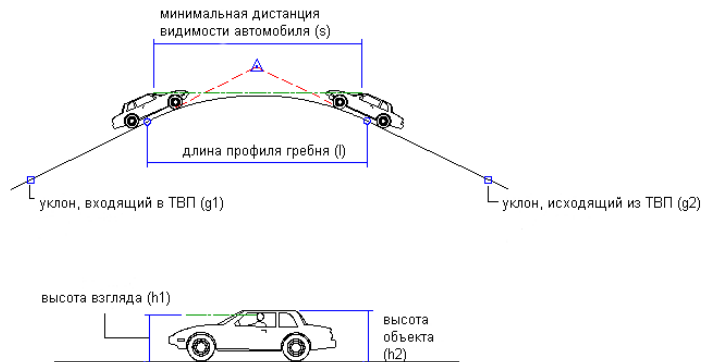 минимальная дистанция
видимости автомобиля (s)
длина профиля гребня (l)
уклон, входящий в ТВП (g1)
уклон, исходящий из ТВП (g2)
высота взгляда (h1)
высота
объекта
(h2)